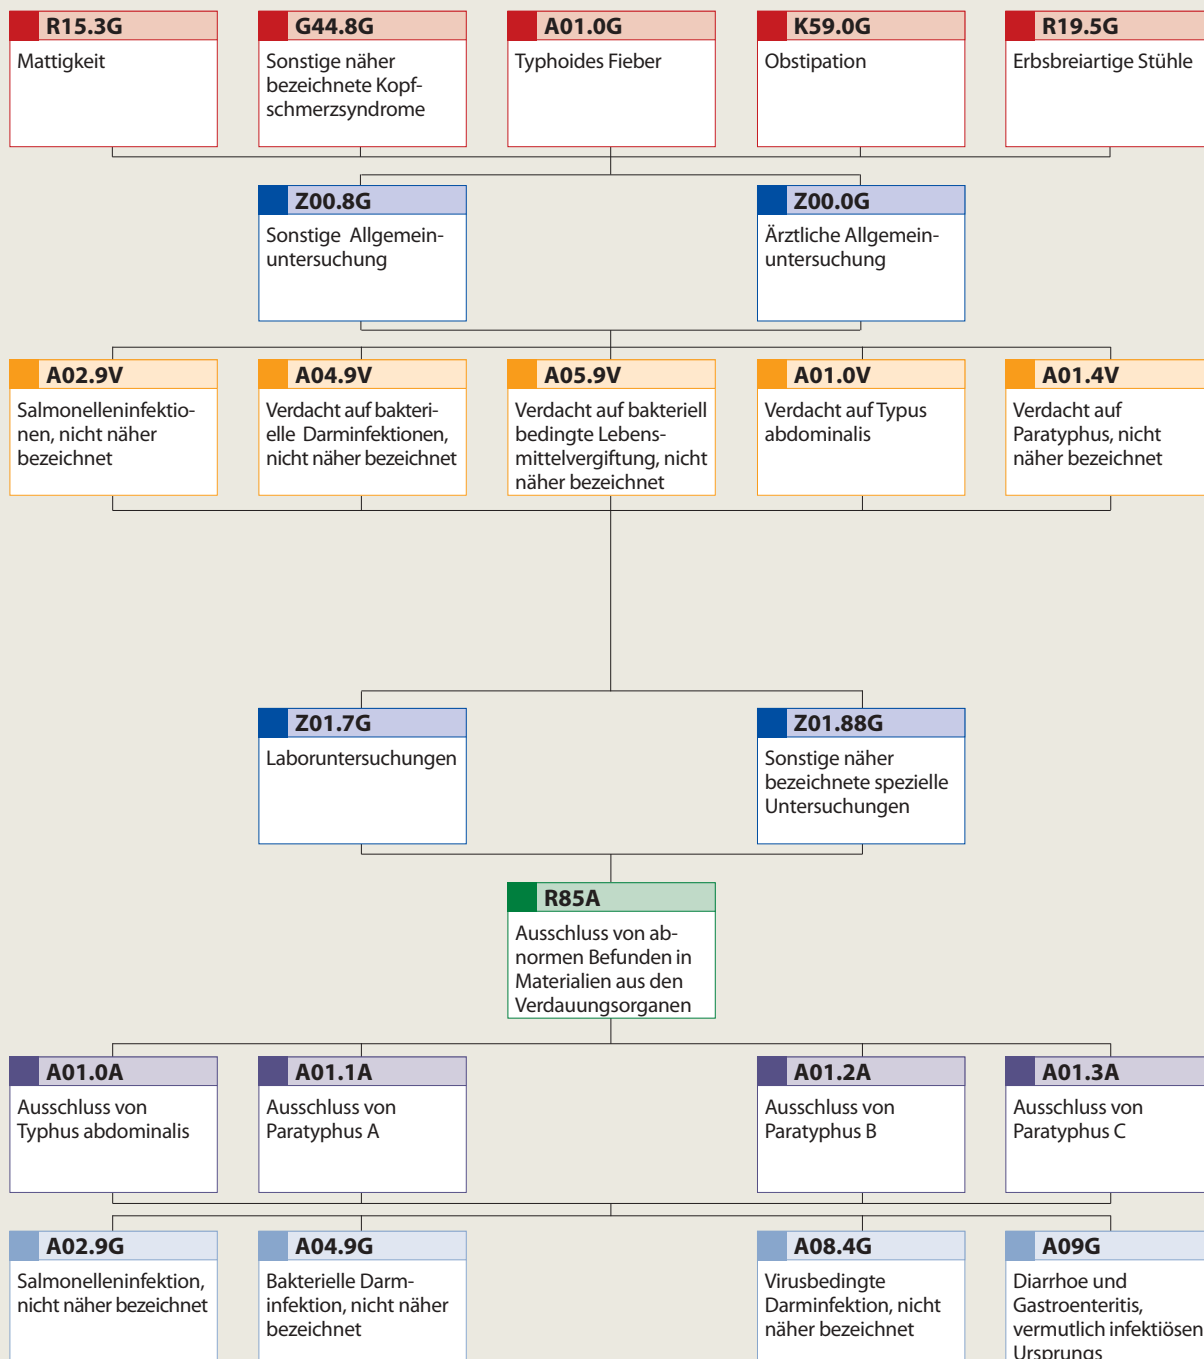 R15.3G
Mattigkeit
G44.8G
Sonstige näher
bezeichnete Kopf-
schmerzsyndrome
A01.0G
Typhoides Fieber
K59.0G
Obstipation
R19.5G
Erbsbreiartige Stühle
Z00.8G
Sonstige Allgemein-
untersuchung
Z00.0G
Ärztliche Allgemein-
untersuchung
A02.9V
Salmonelleninfektio-
nen, nicht näher
bezeichnet
A04.9V
Verdacht auf bakteri-
elle Darminfektionen,
nicht näher bezeichnet
A05.9V
Verdacht auf bakteriell
bedingte Lebens-
mittelvergiftung, nicht
näher bezeichnet
A01.0V
Verdacht auf Typus
abdominalis
A01.4V
Verdacht auf
Paratyphus, nicht
näher bezeichnet
Z01.7G
Laboruntersuchungen
Z01.88G
Sonstige näher
bezeichnete spezielle
Untersuchungen
R85A
Ausschluss von ab-
normen Befunden in
Materialien aus den
Verdauungsorganen
A01.0A
Ausschluss von
Typhus abdominalis
A01.1A
Ausschluss von
Paratyphus A
A01.2A
Ausschluss von
Paratyphus B
A01.3A
Ausschluss von
Paratyphus C
A02.9G
Salmonelleninfektion,
nicht näher bezeichnet
A04.9G
Bakterielle Darm-
infektion, nicht näher
bezeichnet
A08.4G
Virusbedingte
Darminfektion, nicht
näher bezeichnet
A09G
Diarrhoe und
Gastroenteritis,
vermutlich infektiösen
Ursprungs